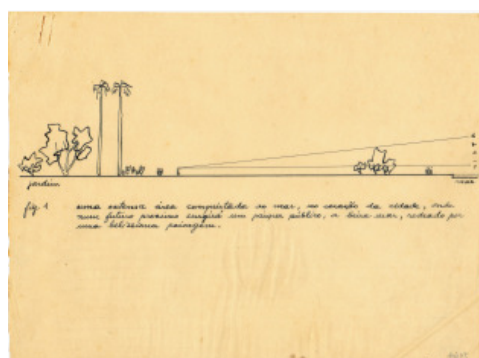 jardim
fig 1 uma extensa área conquistada ao mar, no coração da cidade, onde
num futuro próximo surgirá um parque público, à beira mar, rodeado por
uma belíssima paisagem.